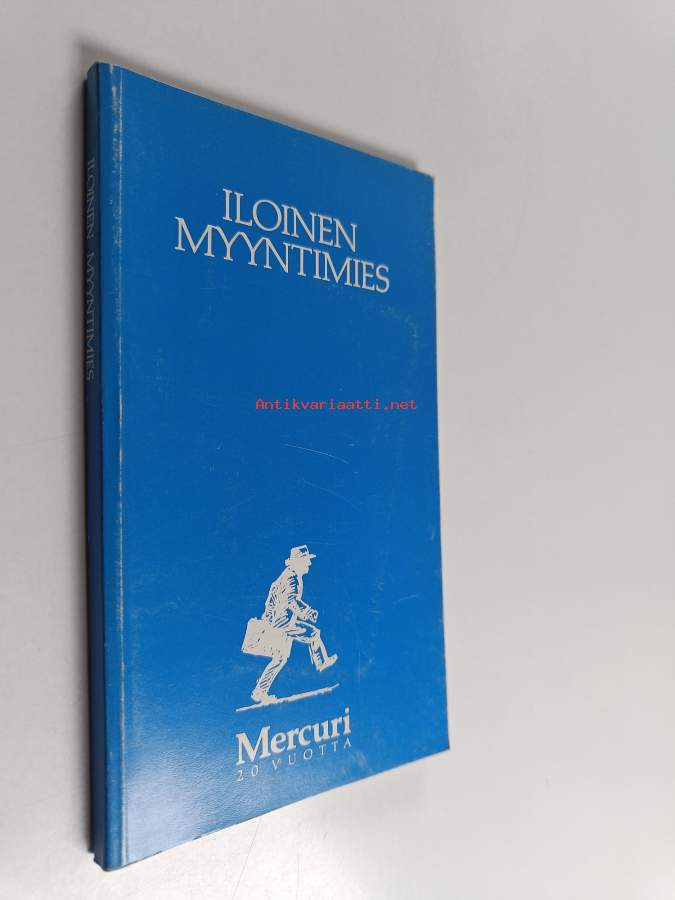 ILOINEN MYYNTIMIES
ILOINEN
MYYNTIMIES
Antikvariaatti.net
Mercuri
20 VUOTTA